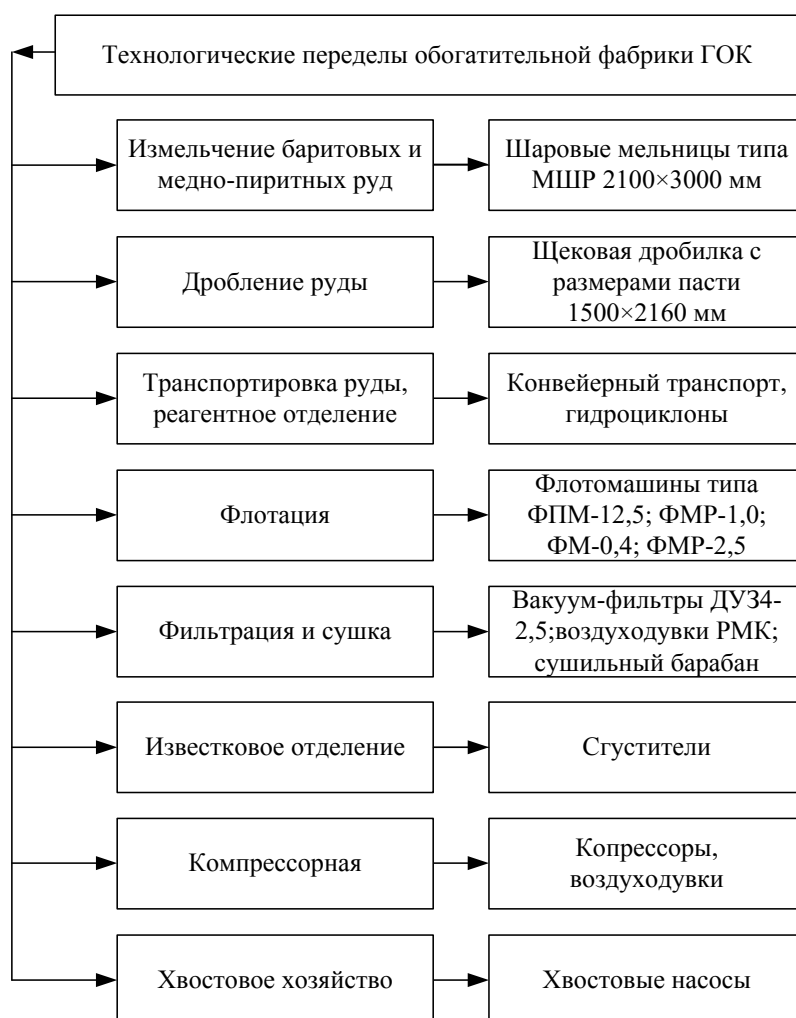 Технологические переделы обогатительной фабрики ГОК
Измельчение баритовых и
медно-пиритных руд
Шаровые мельницы типа
МШР 2100×3000 мм
Дробление руды
Щековая дробилка с
размерами пасти
1500×2160 мм
Транспортировка руды,
реагентное отделение
Конвейерный транспорт,
гидроциклоны
Флотация
Флотомашины типа
ФПМ-12,5; ФМР-1,0;
ФМ-0,4; ФМР-2,5
Фильтрация и сушка
Вакуум-фильтры ДУЗ4-
2,5;воздуходувки РМК;
сушильный барабан
Известковое отделение
Сгустители
Компрессорная
Копрессоры,
воздуходувки
Хвостовое хозяйство
Хвостовые насосы